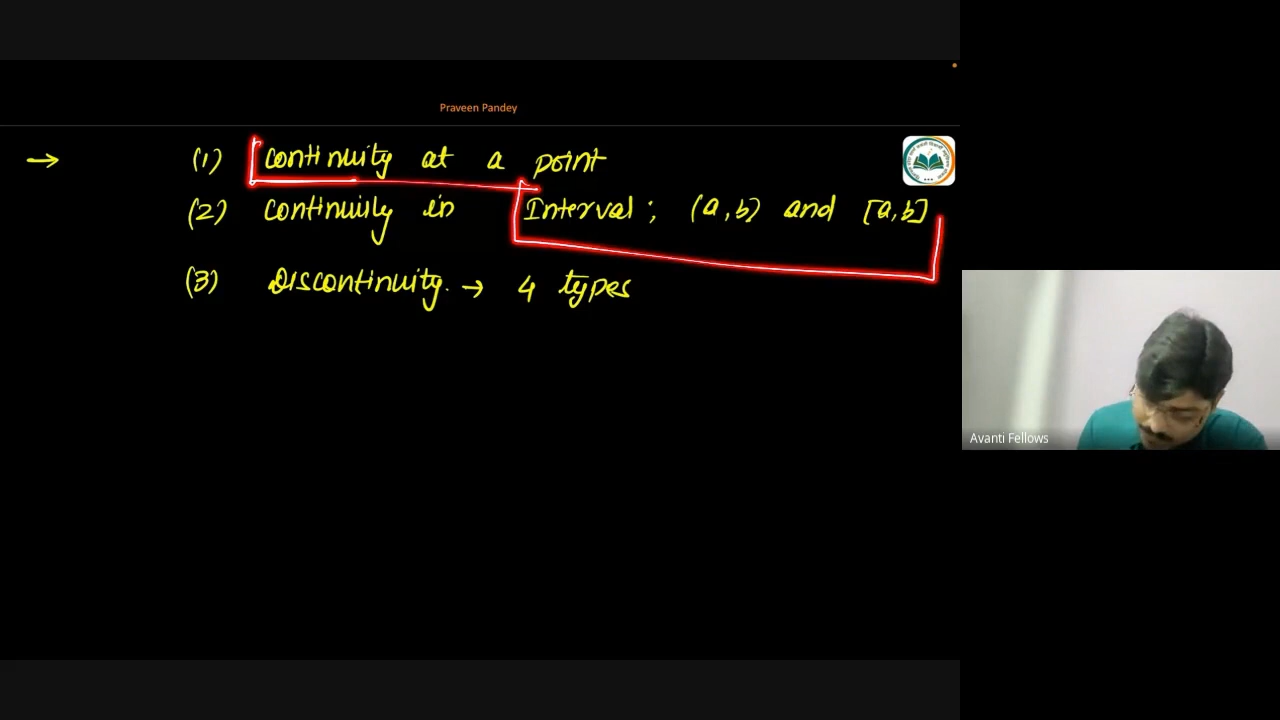 Praveen Pandey
→ (1) continuity at a point
(2) continuity in Interval; (a,b) and [a,b]
(3) Discontinuity. → 4 types
Avanti Fellows